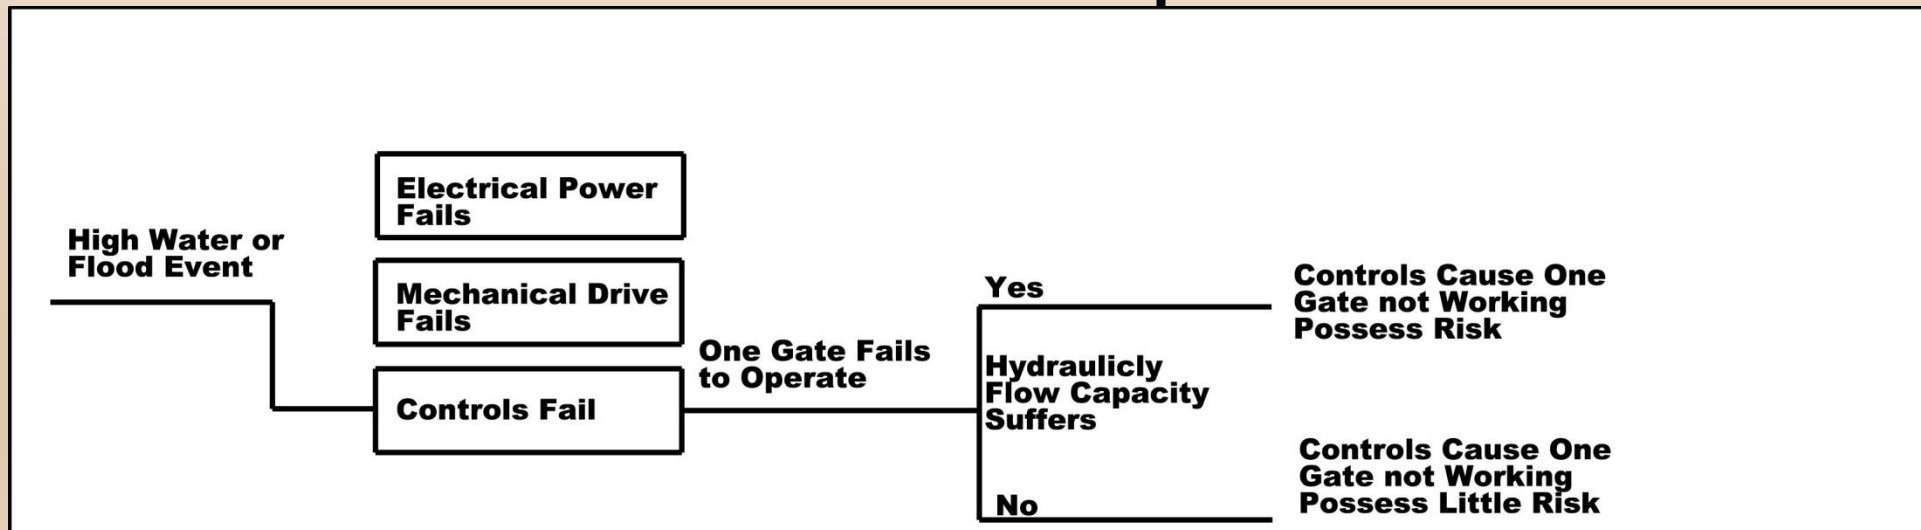 High Water or
Flood Event
Electrical Power
Fails
Mechanical Drive
Fails
Controls Fail
One Gate Fails
to Operate
Yes
Hydraulicly
Flow Capacity
Suffers
No
Controls Cause One
Gate not Working
Possess Risk
Controls Cause One
Gate not Working
Possess Little Risk